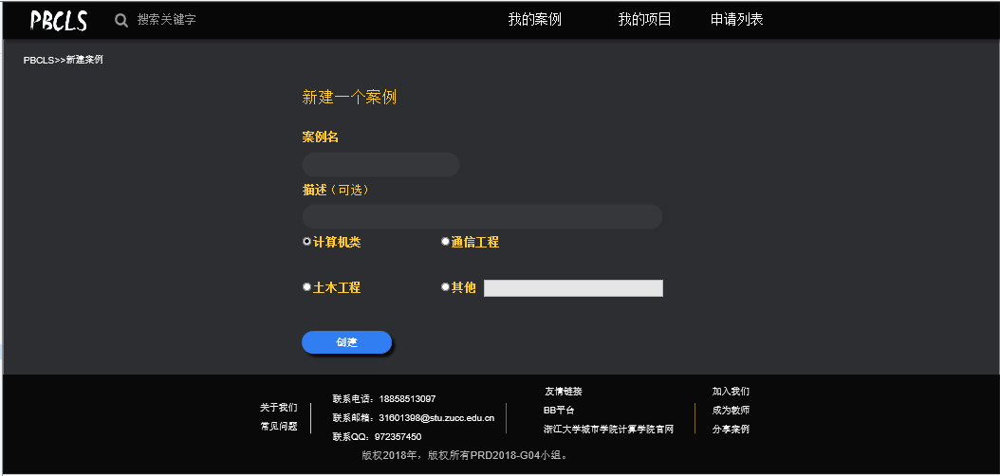 PBCLS 搜索关键字 我的案例 我的项目 申请列表
PBCLS>>新建案例
新建一个案例
案例名
描述（可选）
计算机类 通信工程
土木工程 其他
创建
关于我们
常见问题
联系电话：18858513097
联系邮箱：31601398@stu.zucc.edu.cn
联系QQ：972357450
友情链接
BB平台
浙江大学城市学院计算学院官网
加入我们
成为教师
分享案例
版权2018年，版权所有PRD2018-G04小组。